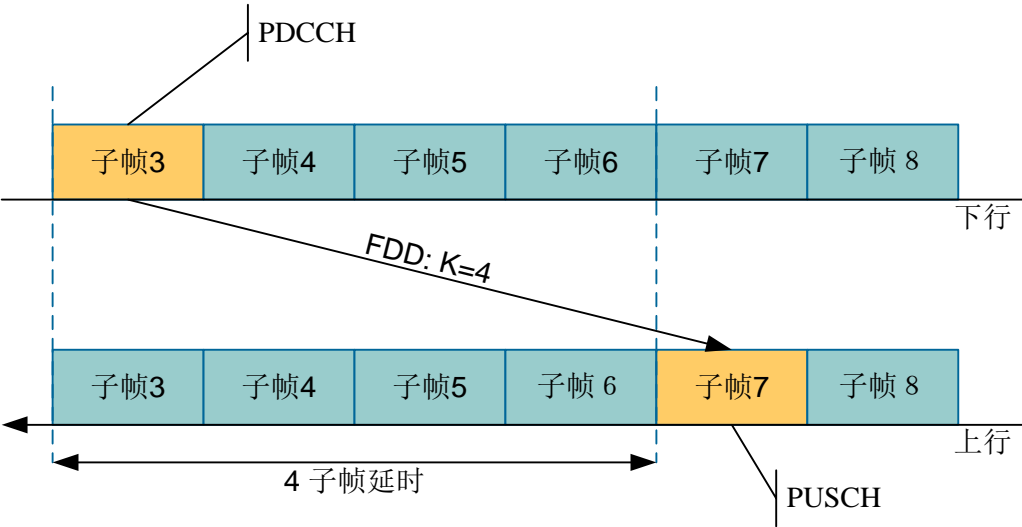 PDCCH
子帧3
子帧4
子帧5
子帧6
子帧7
子帧 8
下行
FDD: K=4
子帧3
子帧4
子帧5
子帧 6
子帧7
子帧 8
上行
4 子帧延时
PUSCH